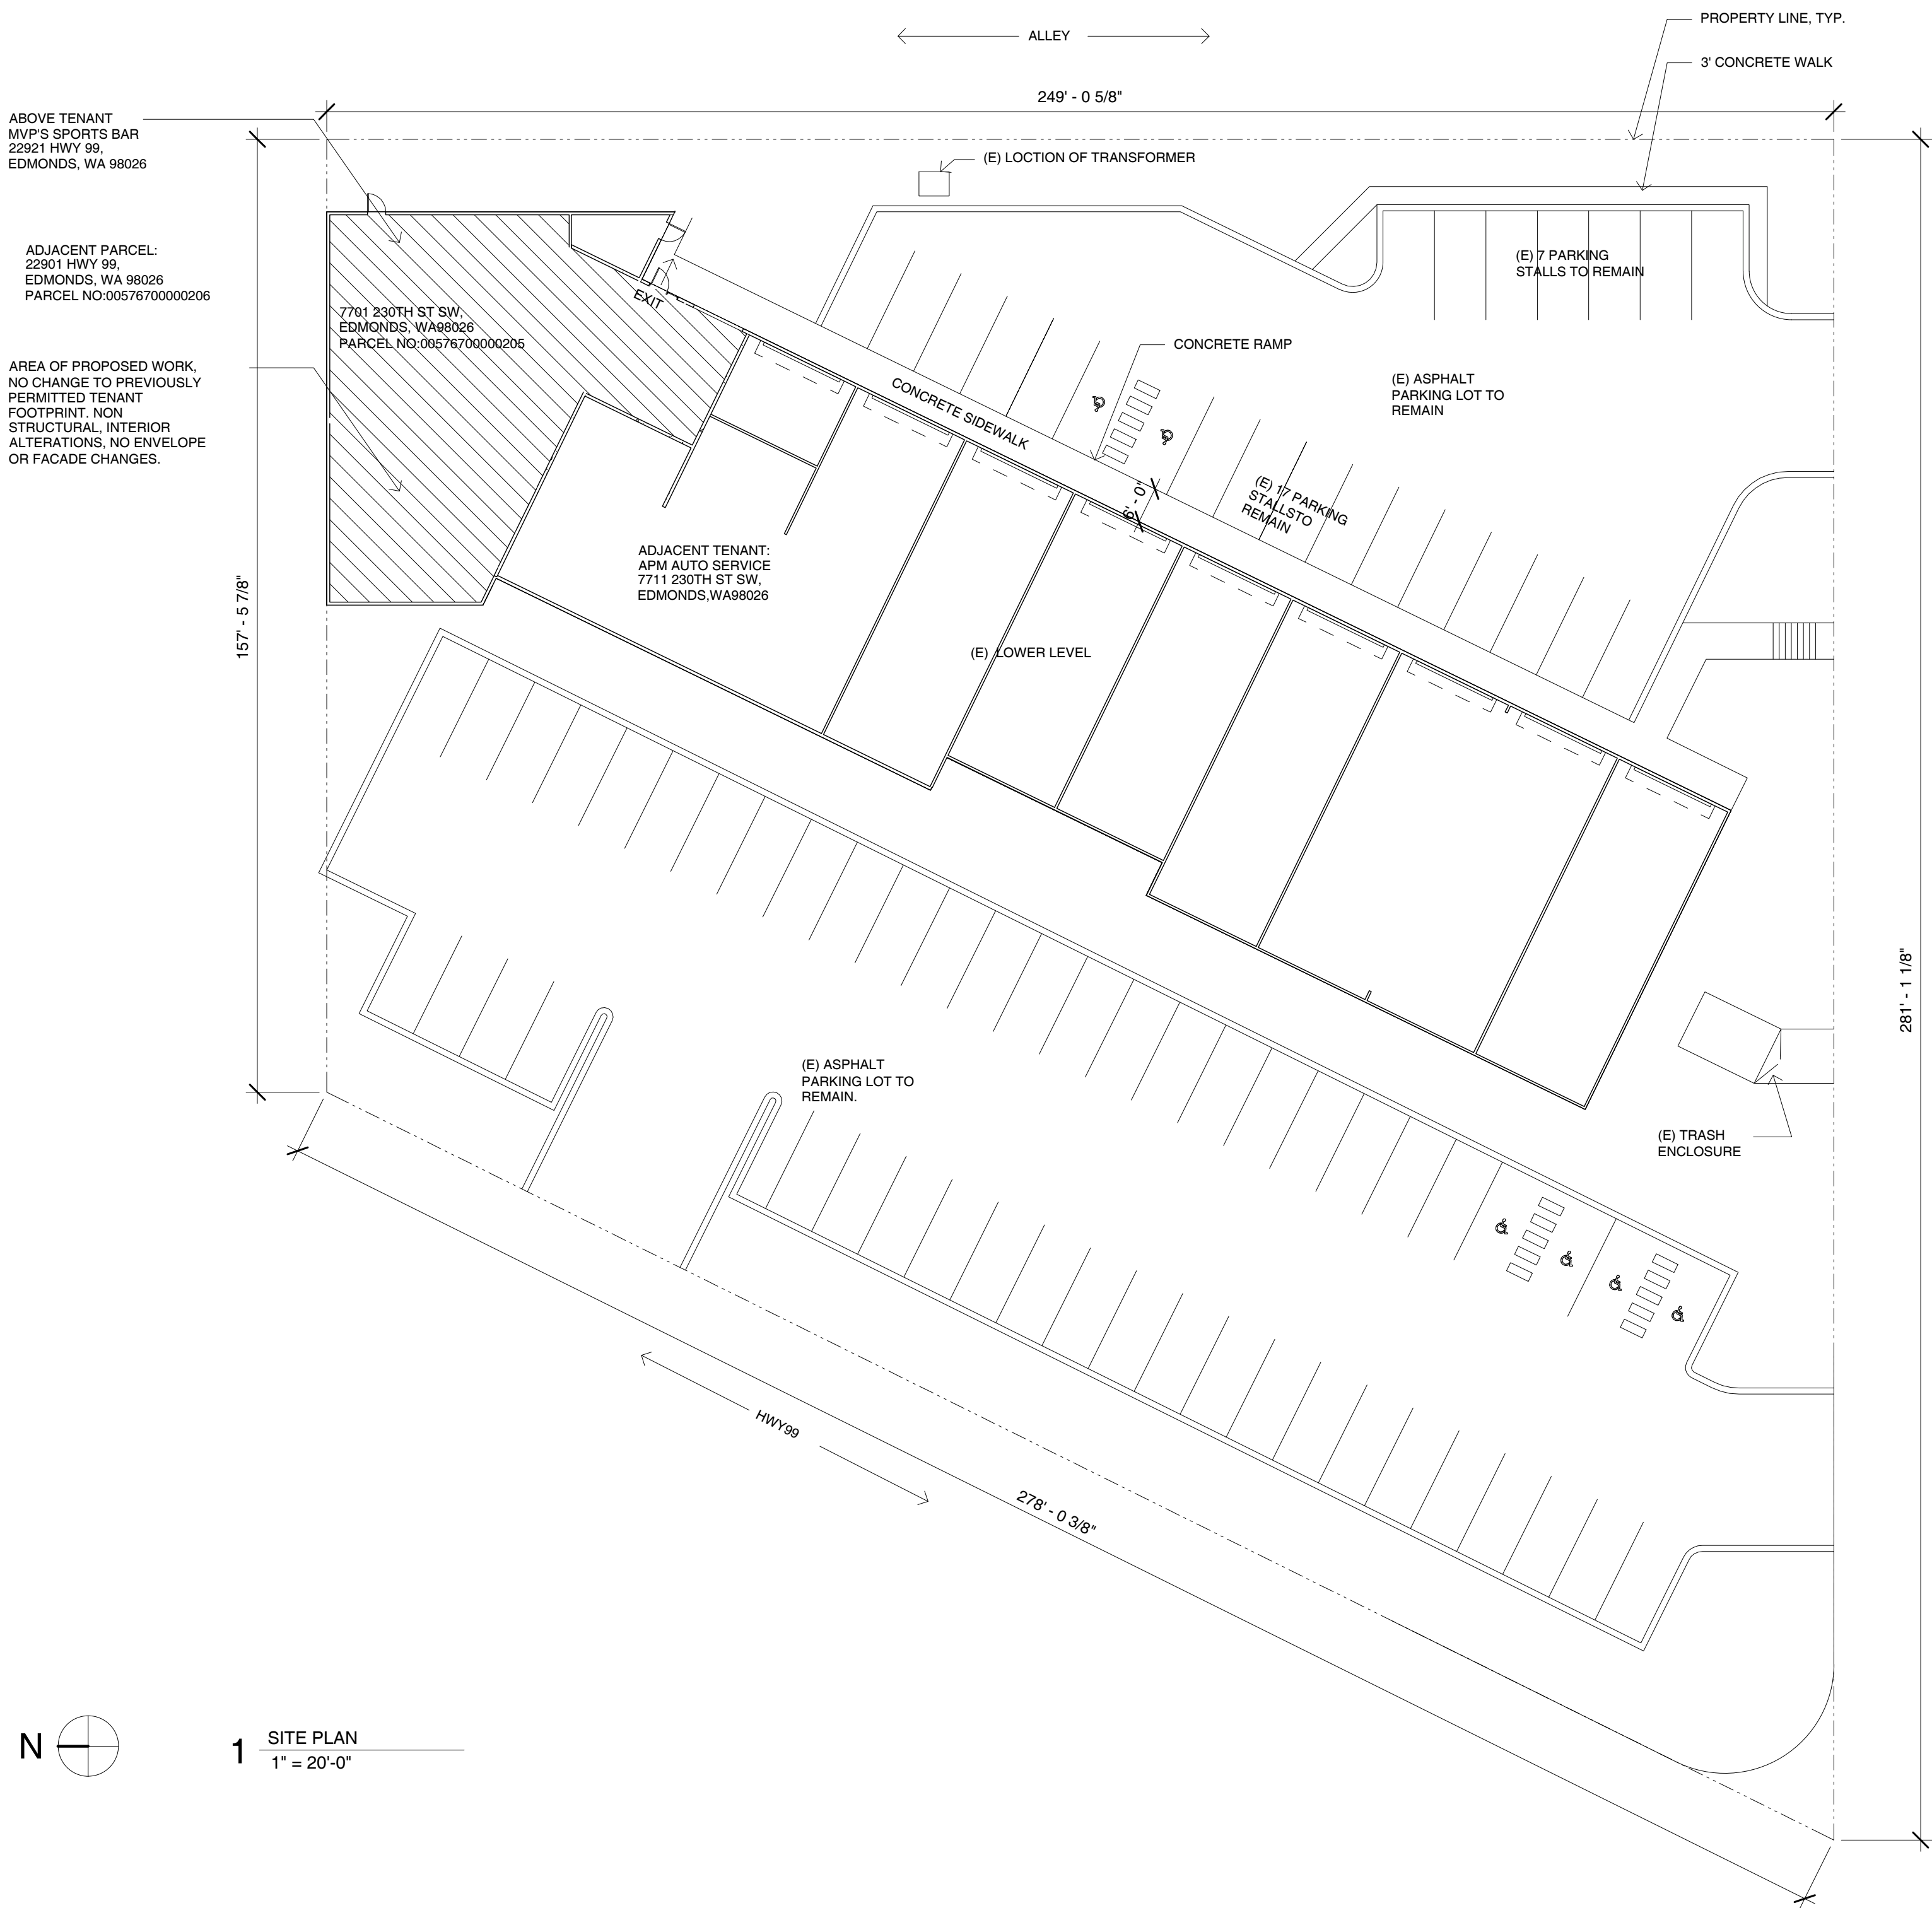 PROPERTY LINE, TYP.
ALLEY
3' CONCRETE WALK
249' - 0 5/8"
ABOVE TENANT
MVP'S SPORTS BAR
22921 HWY 99,
EDMONDS, WA 98026
(E) LOCTION OF TRANSFORMER
ADJACENT PARCEL:
22901 HWY 99,
EDMONDS, WA 98026
PARCEL NO:00576700000206
(E) 7 PARKING
STALLS TO REMAIN
EXIT
7701 230TH ST SW,
EDMONDS, WA98026
PARCEL NO:00576700000205
CONCRETE RAMP
AREA OF PROPOSED WORK,
NO CHANGE TO PREVIOUSLY
PERMITTED TENANT
FOOTPRINT. NON
STRUCTURAL, INTERIOR
ALTERATIONS, NO ENVELOPE
OR FACADE CHANGES.
CONCRETE SIDEWALK
(E) ASPHALT
PARKING LOT TO
REMAIN
6' - 0"
(E) 17 PARKING
STALLSTO
REMAIN
ADJACENT TENANT:
APM AUTO SERVICE
7711 230TH ST SW,
EDMONDS,WA98026
157' - 5 7/8"
(E) LOWER LEVEL
281' - 1 1/8"
(E) ASPHALT
PARKING LOT TO
REMAIN.
(E) TRASH
ENCLOSURE
HWY99
278' - 0 3/8"
N
1
SITE PLAN
1" = 20'-0"